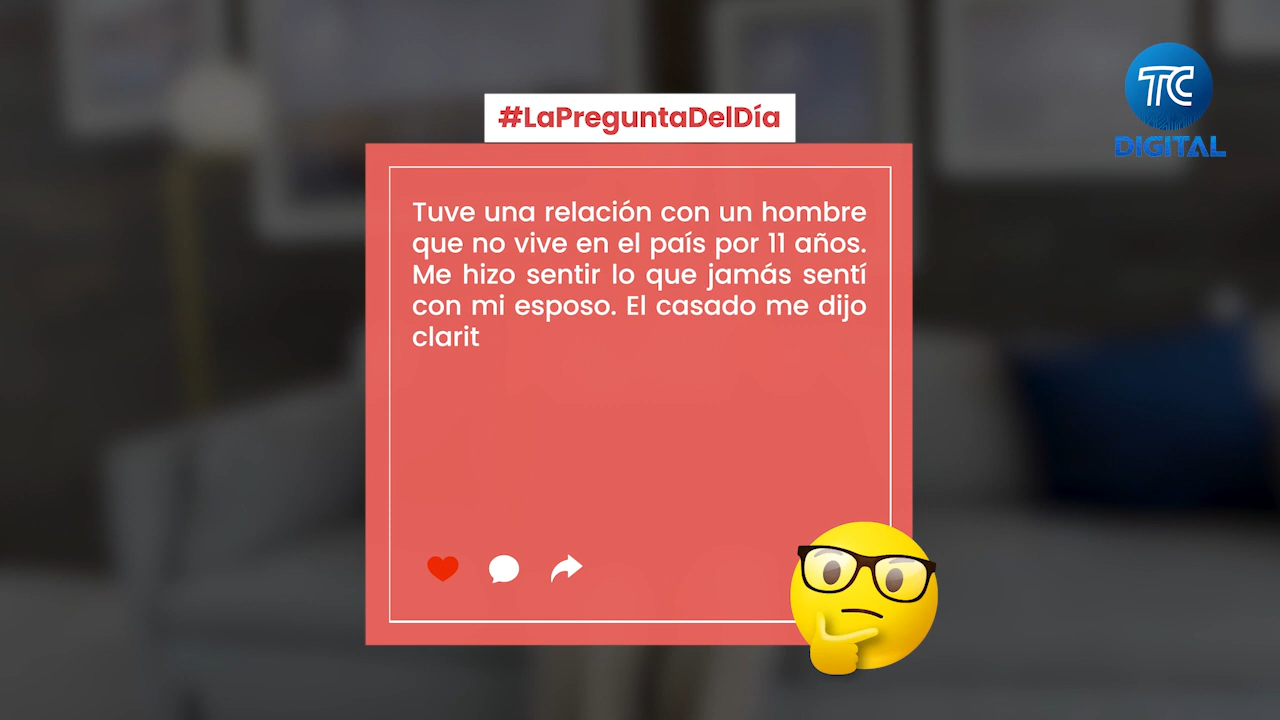 #LaPreguntaDelDía
TC
DIGITAL
Tuve una relación con un hombre
que no vive en el país por 11 años.
Me hizo sentir lo que jamás sentí
con mi esposo. El casado me dijo
clarit